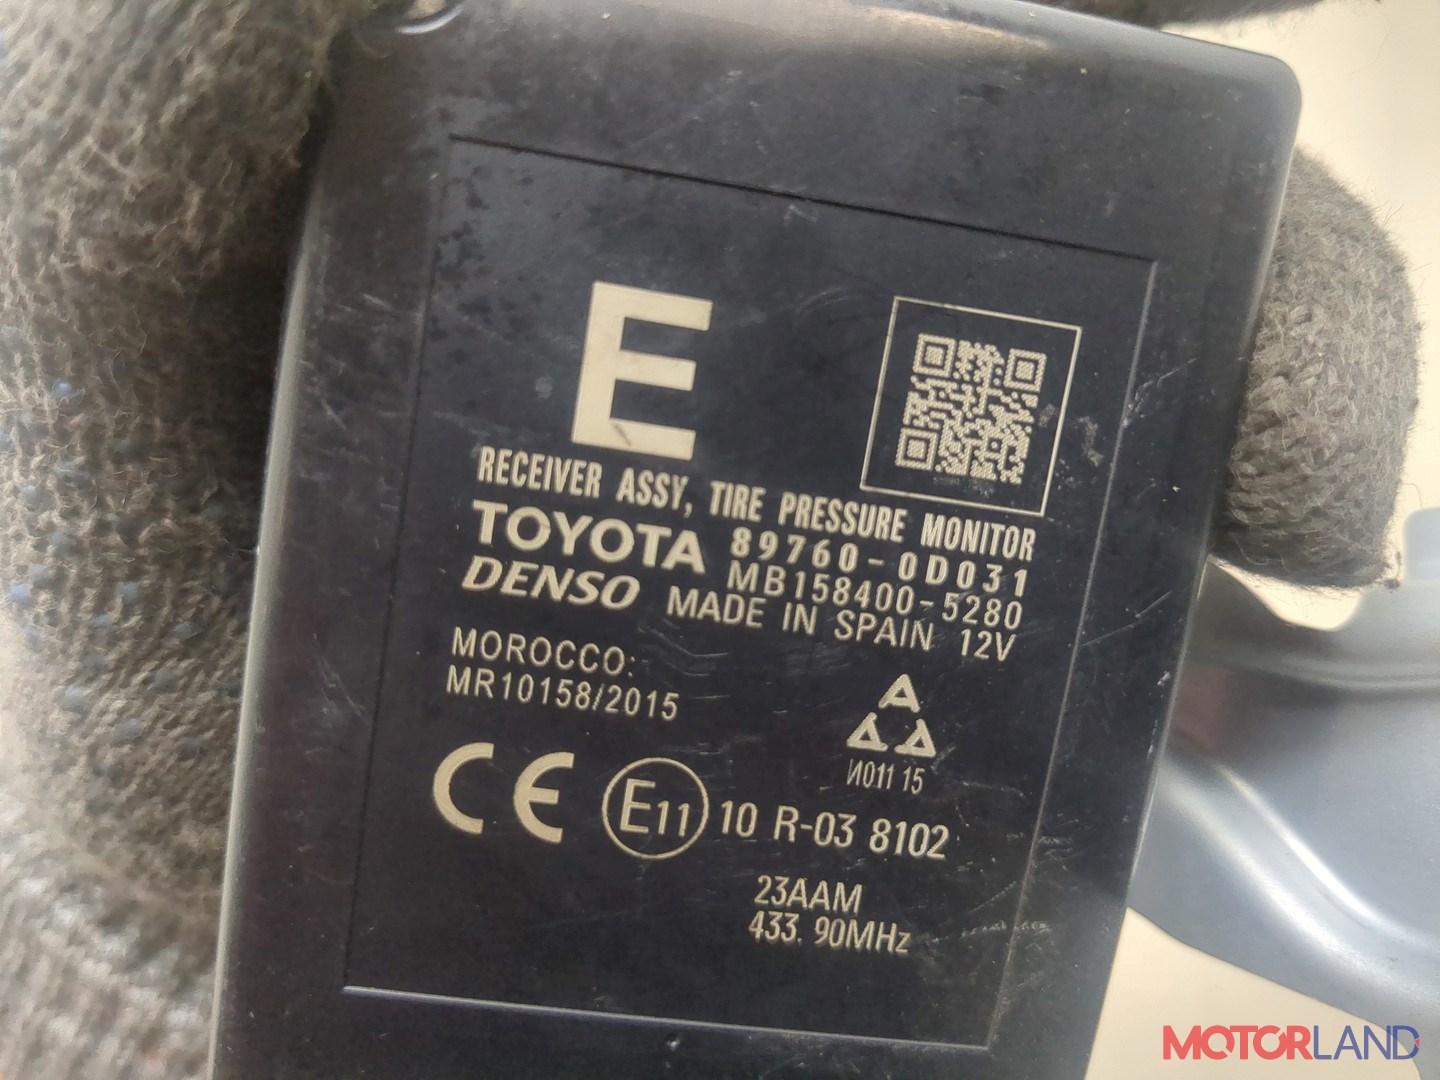 E
RECEIVER ASSY, TIRE PRESSURE MONITOR
TOYOTA 89760-0D031
MB158400-5280
DENSO MADE IN SPAIN 12V
MOROCCO:
MR10158/2015
И011 15
CE E11 10 R-03 8102
23AAM
433.90MHz
MOTORLAND